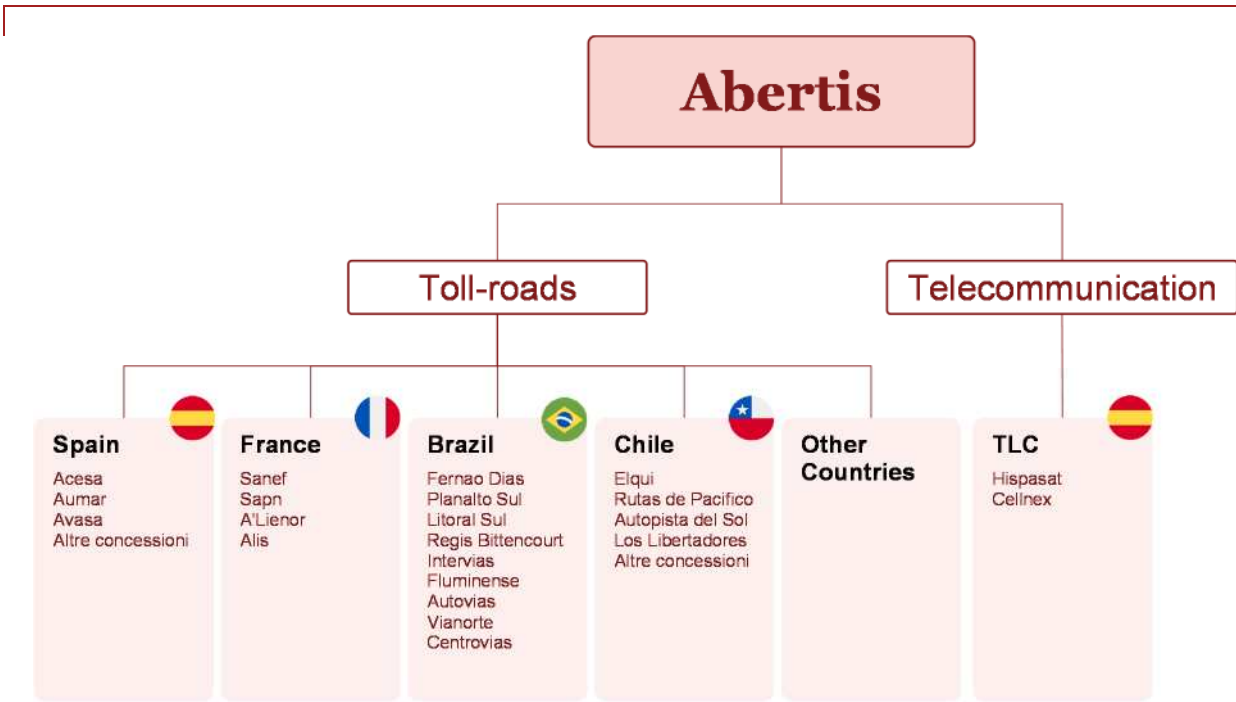 Abertis
Toll-roads
Telecommunication
Spain
Acesa
Aumar
Avasa
Altre concessioni
France
Sanef
Sapn
A'Lienor
Alis
Brazil
Fernao Dias
Planalto Sul
Litoral Sul
Regis Bittencourt
Intervias
Fluminense
Autovias
Vianorte
Centrovias
Chile
Elqui
Rutas de Pacifico
Autopista del Sol
Los Libertadores
Altre concessioni
Other
Countries
TLC
Hispasat
Cellnex